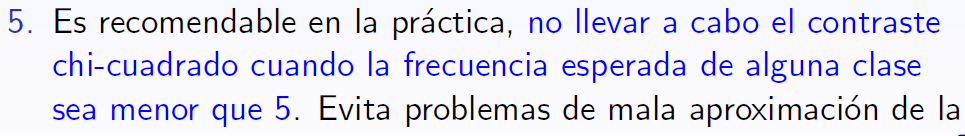 5. Es recomendable en la práctica, no llevar a cabo el contraste
chi-cuadrado cuando la frecuencia esperada de alguna clase
sea menor que 5. Evita problemas de mala aproximación de la